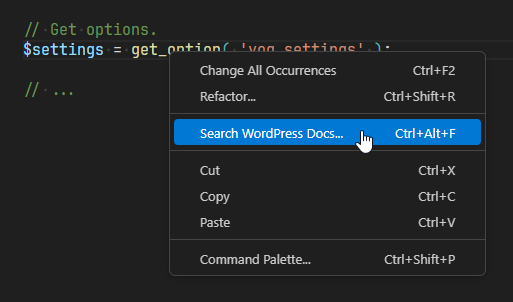 // Get options.
$settings = get_option( 'yog_settings' );
Change All Occurrences Ctrl+F2
Refactor... Ctrl+Shift+R
// ...
Search WordPress Docs... Ctrl+Alt+F
Cut Ctrl+X
Copy Ctrl+C
Paste Ctrl+V
Command Palette... Ctrl+Shift+P